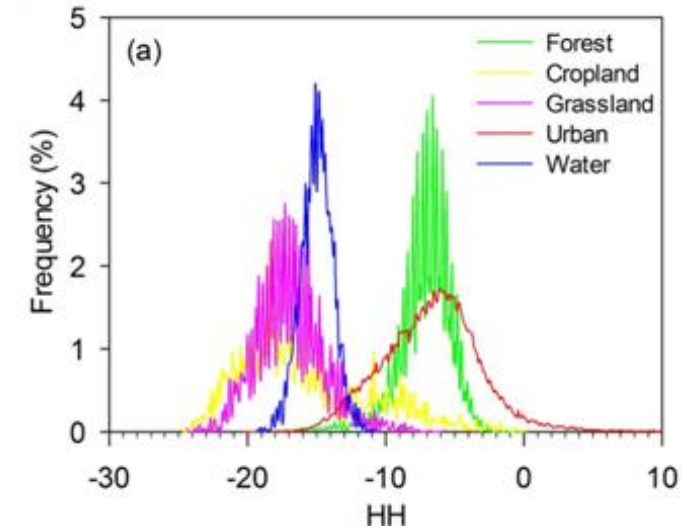 (a)
Forest
Cropland
Grassland
Urban
Water
Frequency (%)
5
4
3
2
1
0
-30 -20 -10 0 10
HH